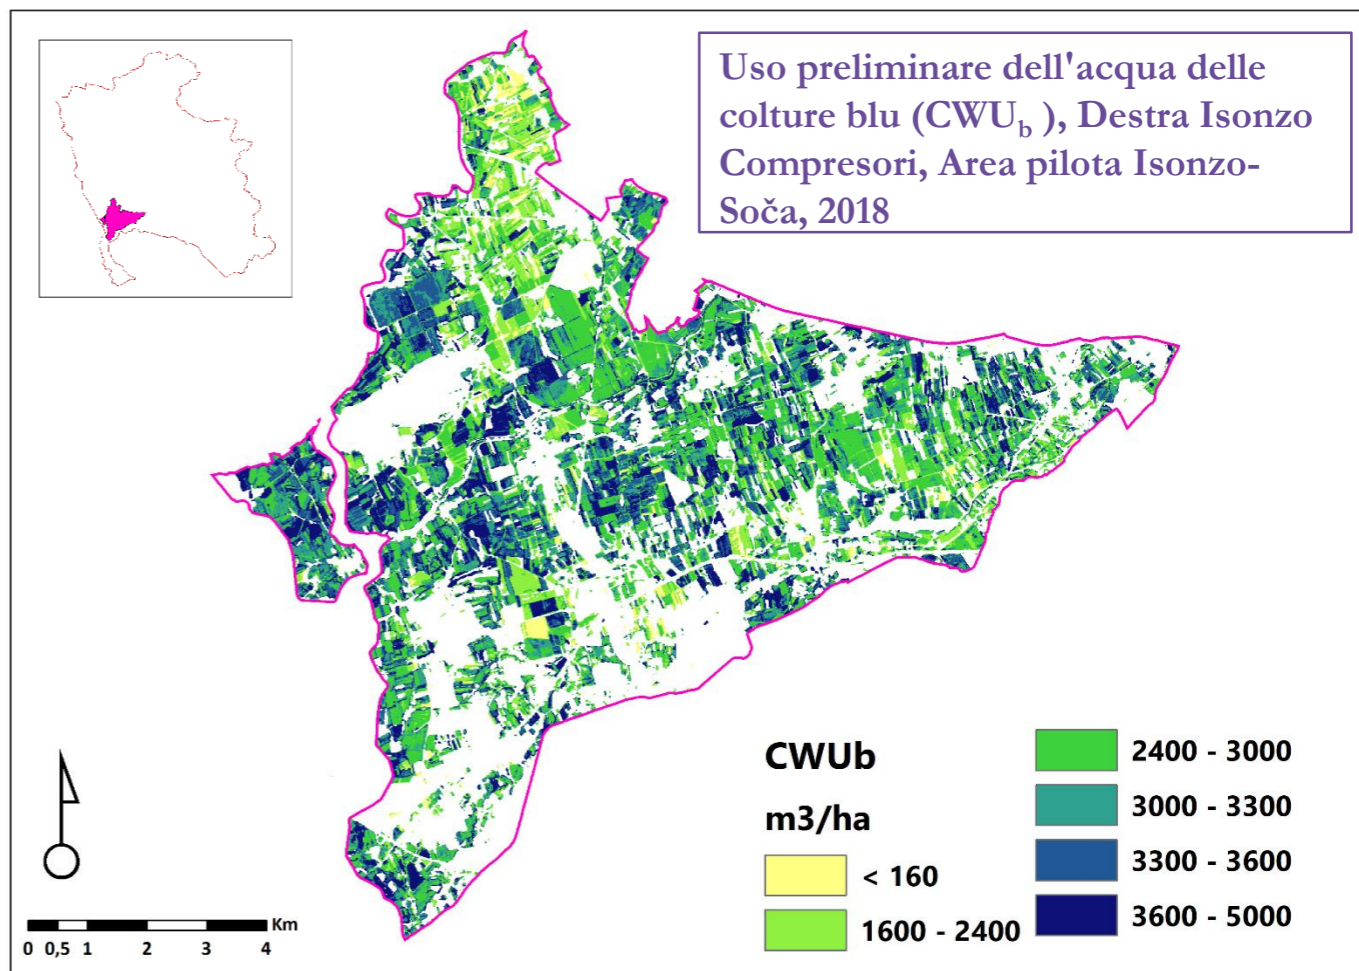 Uso preliminare dell'acqua delle
colture blu (CWUb ), Destra Isonzo
Compresori, Area pilota Isonzo-
Soča, 2018
CWUb
m3/ha
< 160
1600 - 2400
2400 - 3000
3000 - 3300
3300 - 3600
3600 - 5000
Km
0 0,5 1 2 3 4